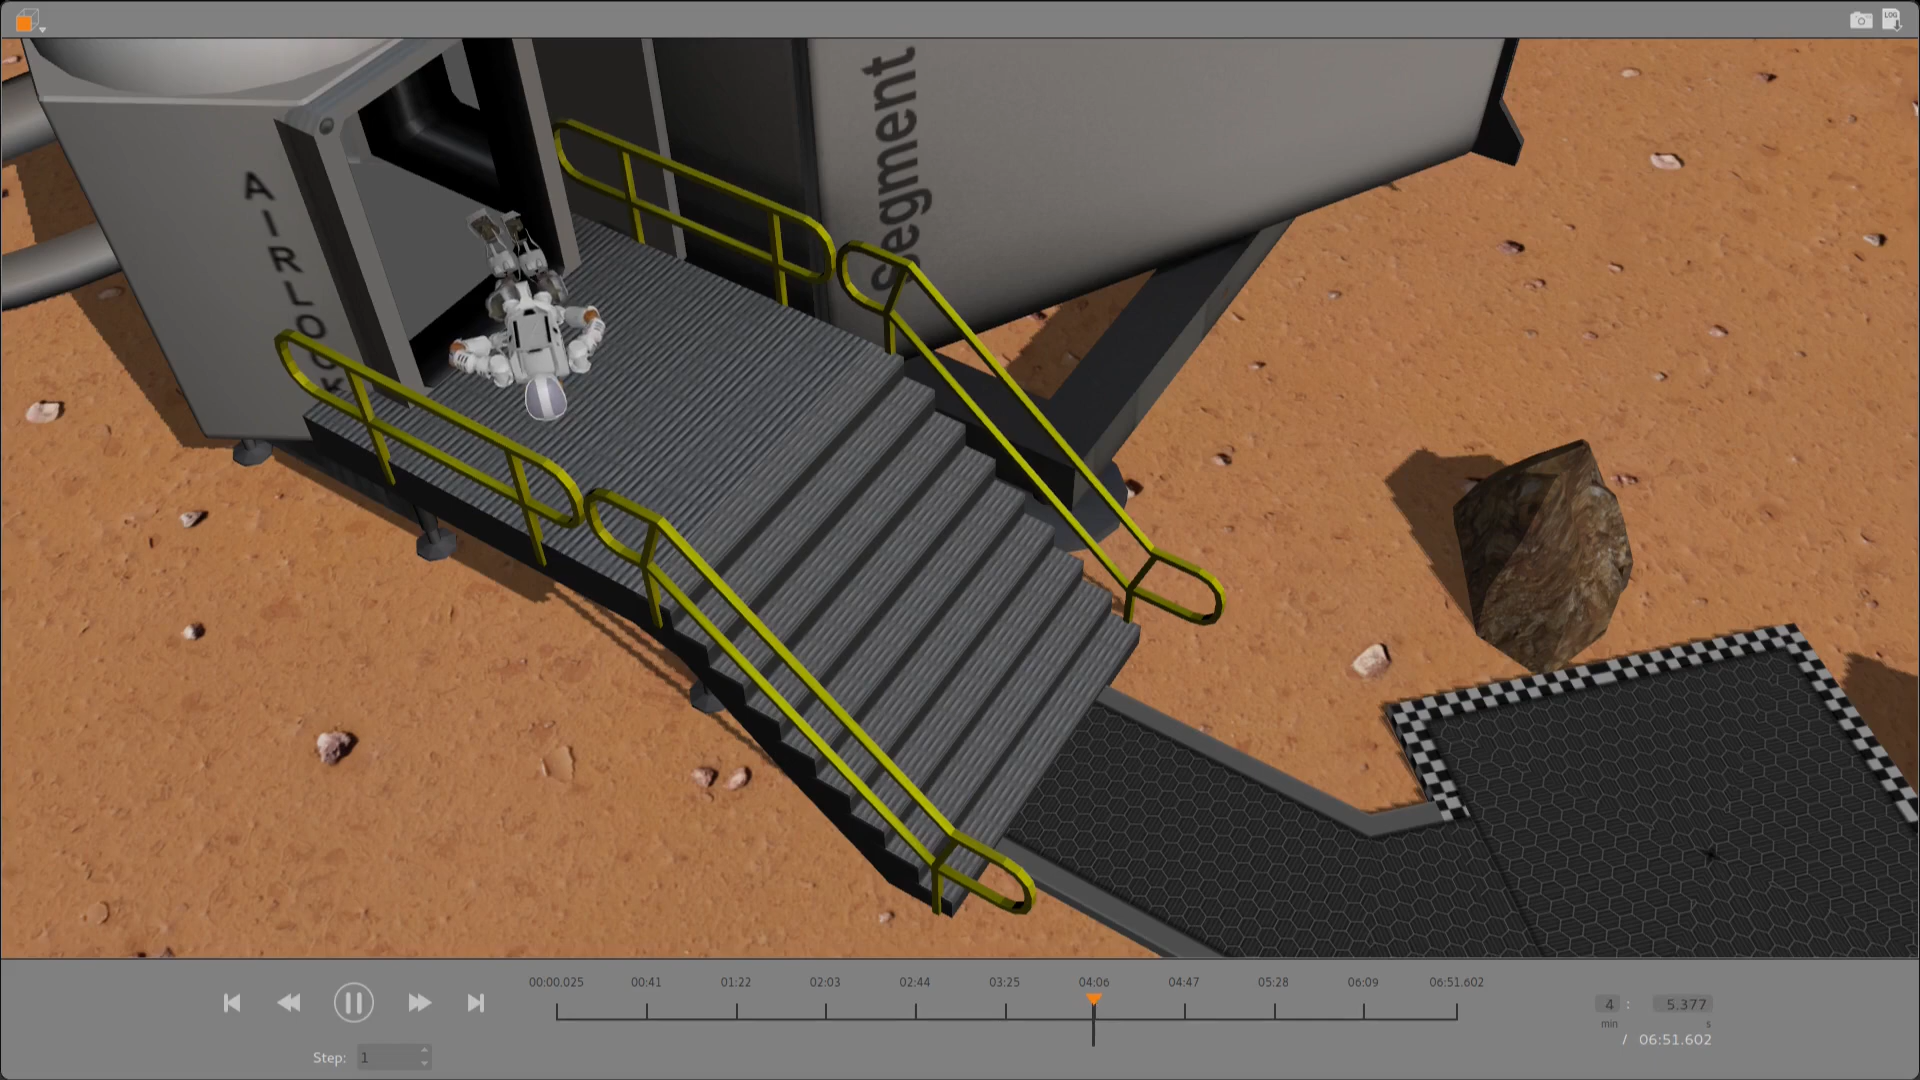 LOG
Segment
AIRLOCK
00:00.025 00:41 01:22 02:03 02:44 03:25 04:06 04:47 05:28 06:09 06:51.602
4 : 5.377
min s
/ 06:51.602
Step: 1